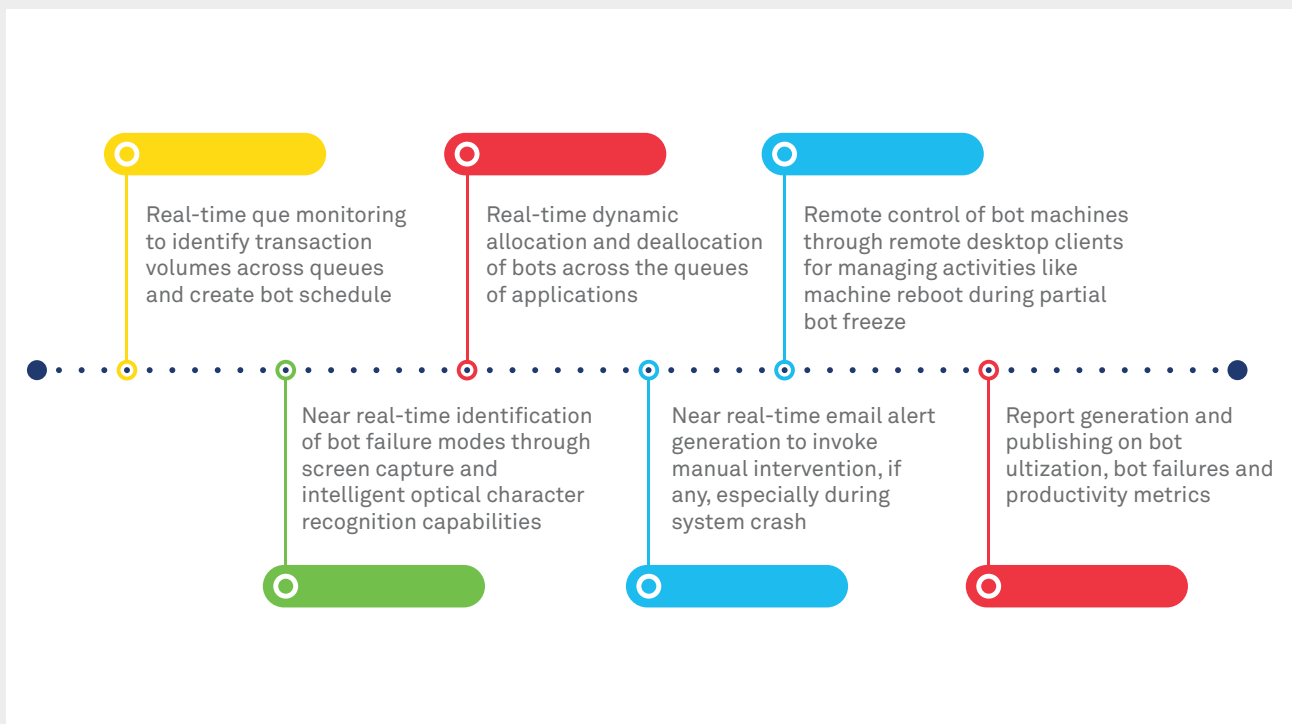 Real-time que monitoring
to identify transaction
volumes across queues
and create bot schedule
Real-time dynamic
allocation and deallocation
of bots across the queues
of applications
Remote control of bot machines
through remote desktop clients
for managing activities like
machine reboot during partial
bot freeze
Near real-time identification
of bot failure modes through
screen capture and
intelligent optical character
recognition capabilities
Near real-time email alert
generation to invoke
manual intervention, if
any, especially during
system crash
Report generation and
publishing on bot
ultization, bot failures and
productivity metrics